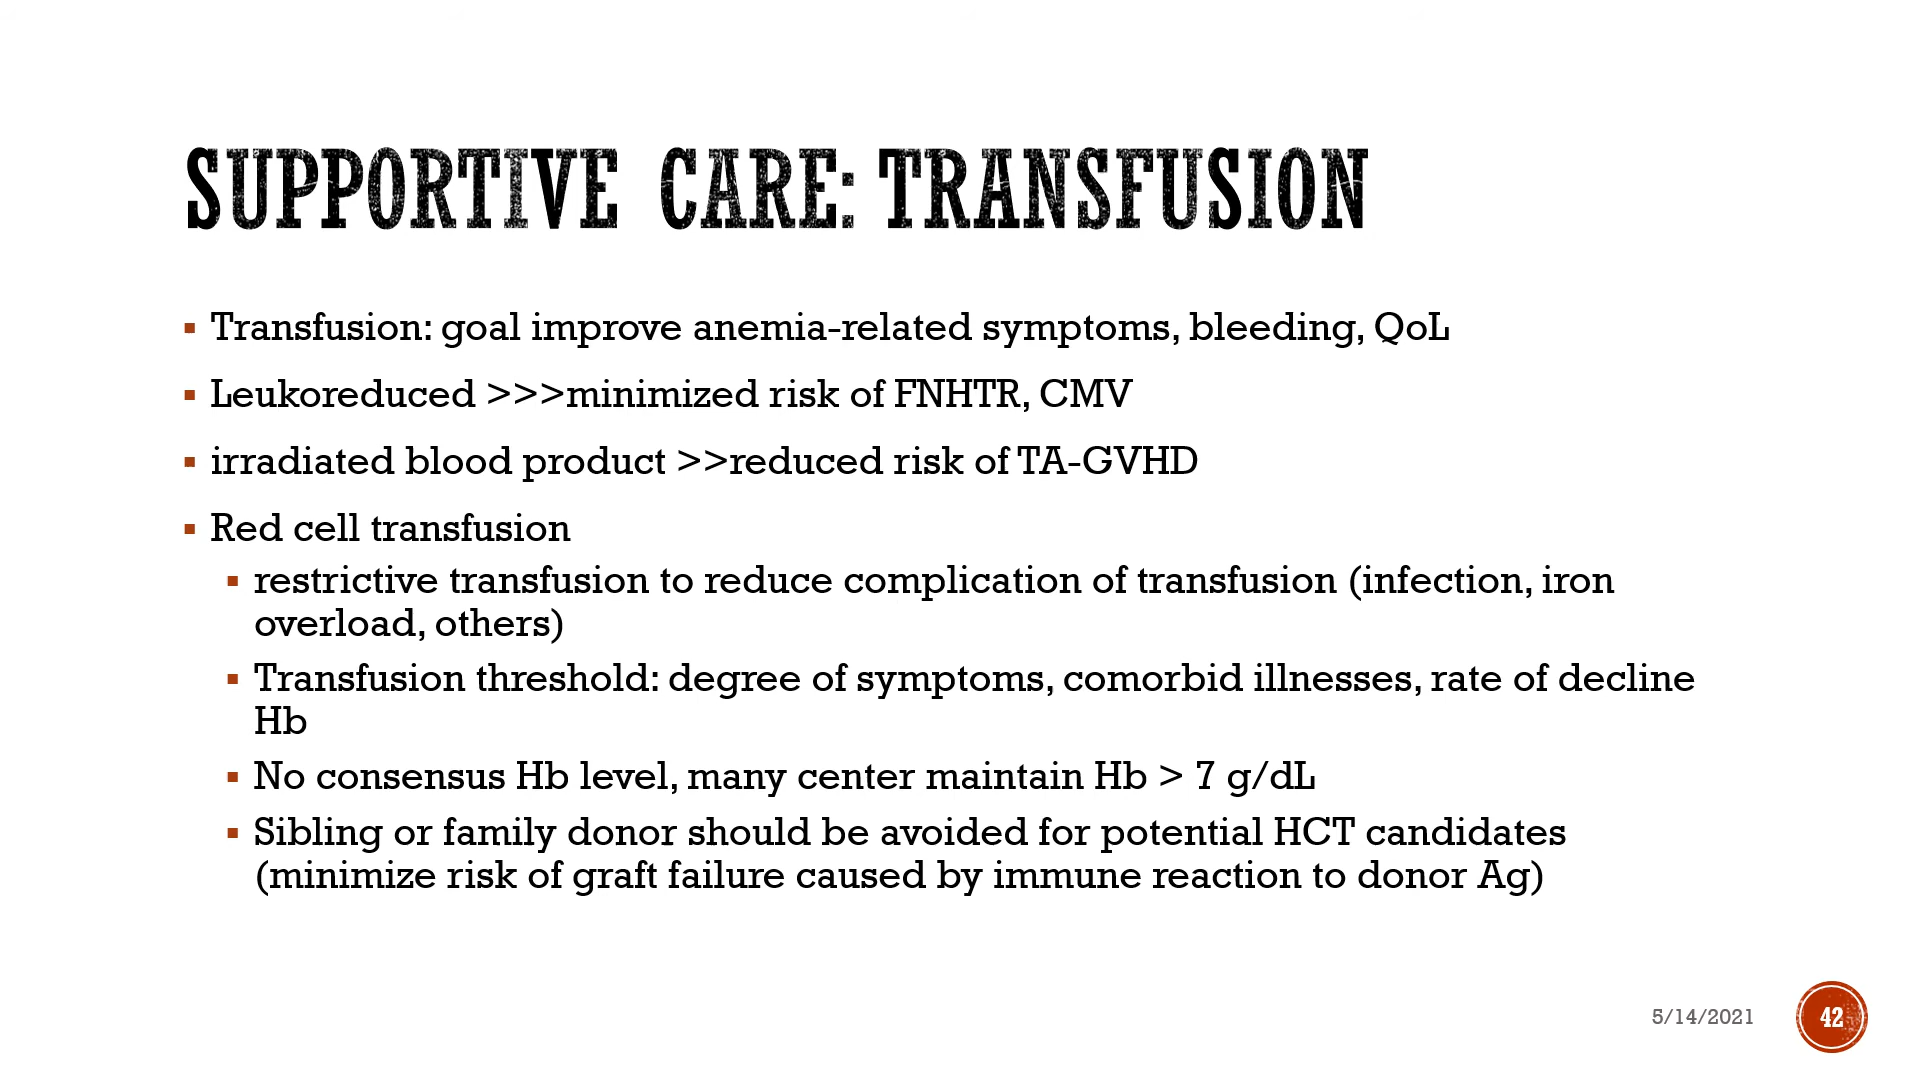 SUPPORTIVE CARE: TRANSFUSION
▪ Transfusion: goal improve anemia-related symptoms, bleeding, QoL
▪ Leukoreduced >>>minimized risk of FNHTR, CMV
▪ irradiated blood product >>reduced risk of TA-GVHD
▪ Red cell transfusion
▪ restrictive transfusion to reduce complication of transfusion (infection, iron
overload, others)
▪ Transfusion threshold: degree of symptoms, comorbid illnesses, rate of decline
Hb
▪ No consensus Hb level, many center maintain Hb > 7 g/dL
▪ Sibling or family donor should be avoided for potential HCT candidates
(minimize risk of graft failure caused by immune reaction to donor Ag)
5/14/2021
42